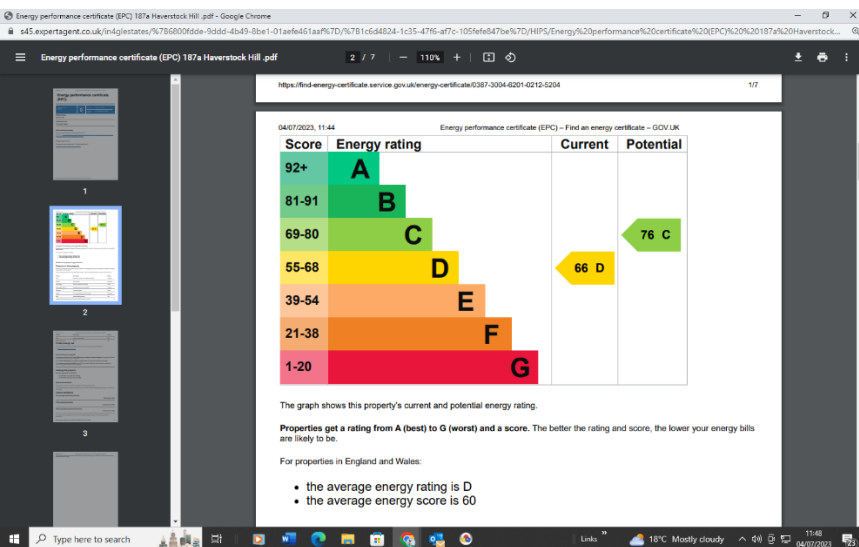 Energy performance certificate (EPC) 187a Haverstock Hill .pdf - Google Chrome
Energy performance certificate (EPC) 187a Haverstock Hill .pdf
2 / 7
110%
https://find-energy-certificate.service.gov.uk/energy-certificate/0387-3004-6201-0212-5204
1/7
04/07/2023, 11:44
Energy performance certificate (EPC) – Find an energy certificate – GOV.UK
Score Energy rating Current Potential
92+ A
81-91 B
69-80 C 76 C
55-68 D 66 D
39-54 E
21-38 F
1-20 G
The graph shows this property's current and potential energy rating.
Properties get a rating from A (best) to G (worst) and a score. The better the rating and score, the lower your energy bills
are likely to be.
For properties in England and Wales:
• the average energy rating is D
• the average energy score is 60
1
2
3
Type here to search
Links
18°C Mostly cloudy
11:48
04/07/2023